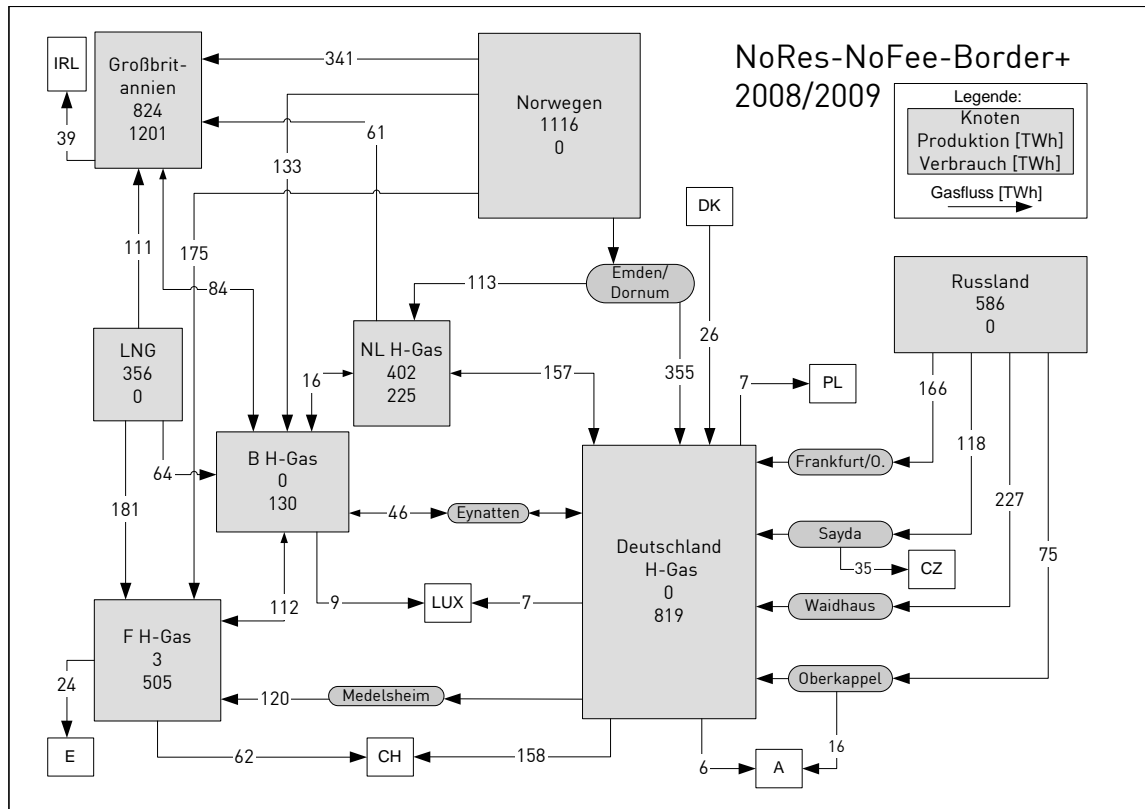 NoRes-NoFee-Border+
2008/2009
Legende:
Knoten
Produktion [TWh]
Verbrauch [TWh]
Gasfluss [TWh]
IRL
39
Großbrit-
annien
824
1201
341
61
133
Norwegen
1116
0
111
175
84
DK
Emden/
Dornum
113
Russland
586
0
LNG
356
0
NL H-Gas
402
225
16
157
355
26
7
PL
166
118
227
75
64
181
B H-Gas
0
130
46
Eynatten
Frankfurt/O.
Sayda
35
CZ
Deutschland
H-Gas
0
819
Waidhaus
112
9
LUX
7
F H-Gas
3
505
24
120
Medelsheim
Oberkappel
E
62
CH
158
6
A
16